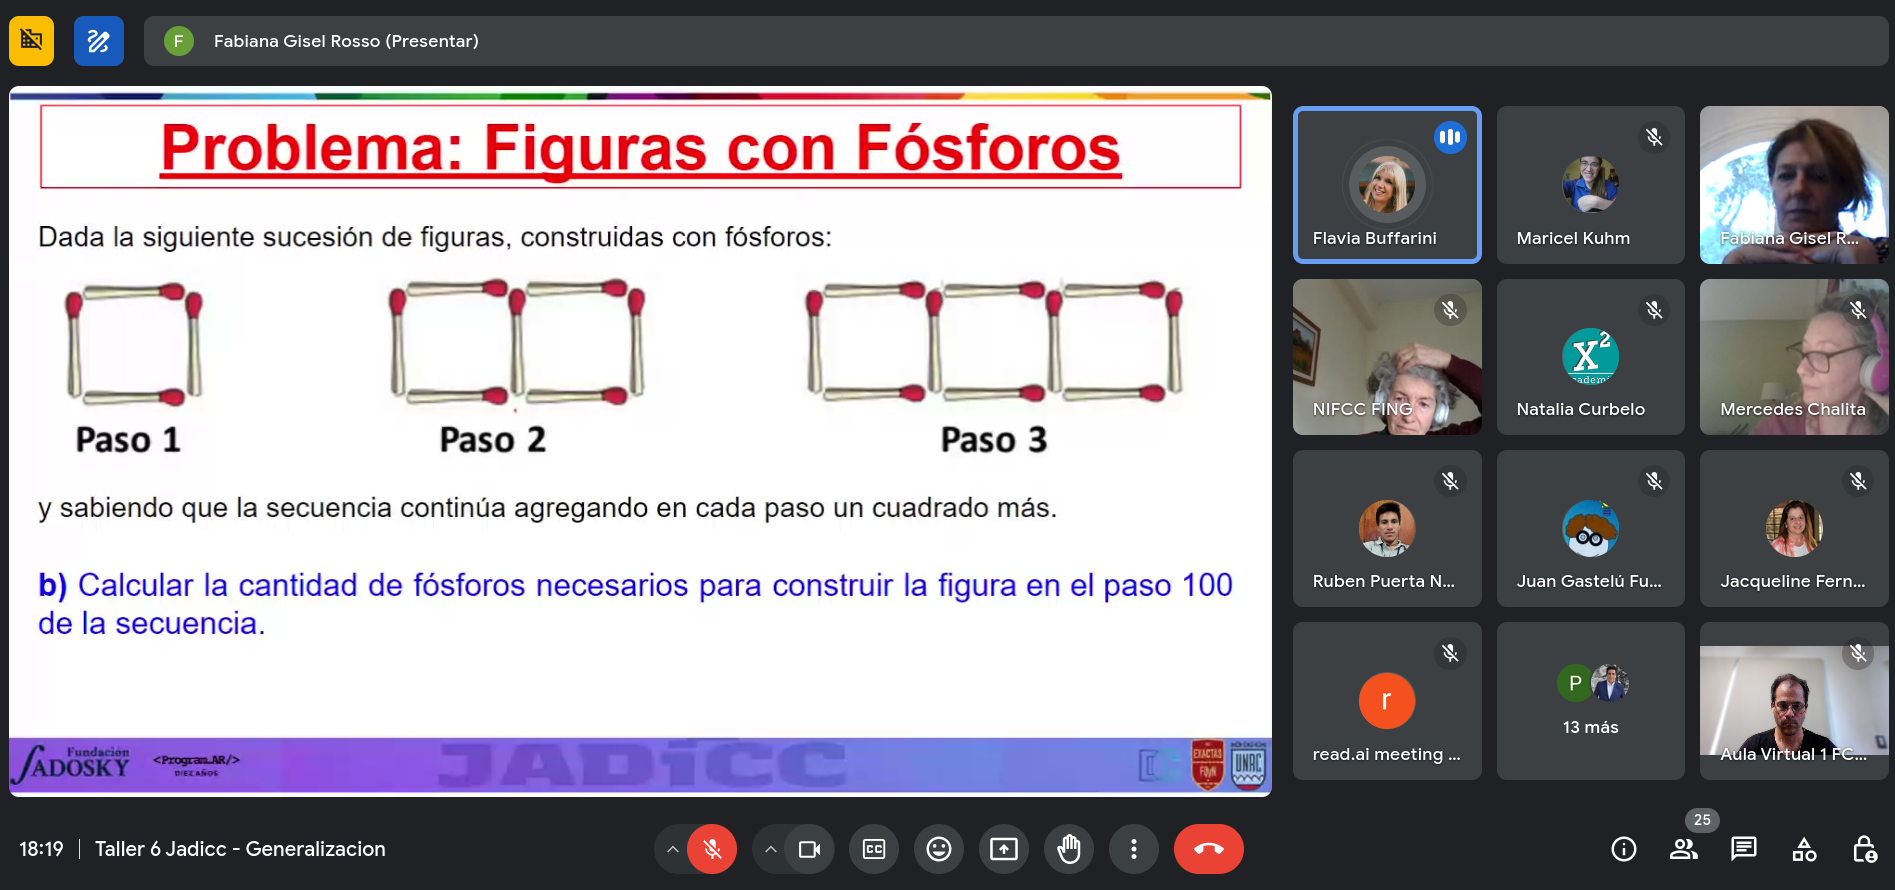 F Fabiana Gisel Rosso (Presentar)
Problema: Figuras con Fósforos
Dada la siguiente sucesión de figuras, construidas con fósforos:
Paso 1 Paso 2 Paso 3
y sabiendo que la secuencia continúa agregando en cada paso un cuadrado más.
b) Calcular la cantidad de fósforos necesarios para construir la figura en el paso 100
de la secuencia.
Fundación
SADOSKY
<Program.AR/>
DIEZ AÑOS
JADiCC
EXACTAS
UNRC
Flavia Buffarini
Maricel Kuhm
Fabiana Gisel R...
NIFCC FING
X2
Natalia Curbelo
Mercedes Chalita
Ruben Puerta N...
Juan Gastelú Fu...
Jacqueline Fern...
r
read.ai meeting ...
P
13 más
Aula Virtual 1 FC...
18:19 | Taller 6 Jadicc - Generalizacion
CC
25